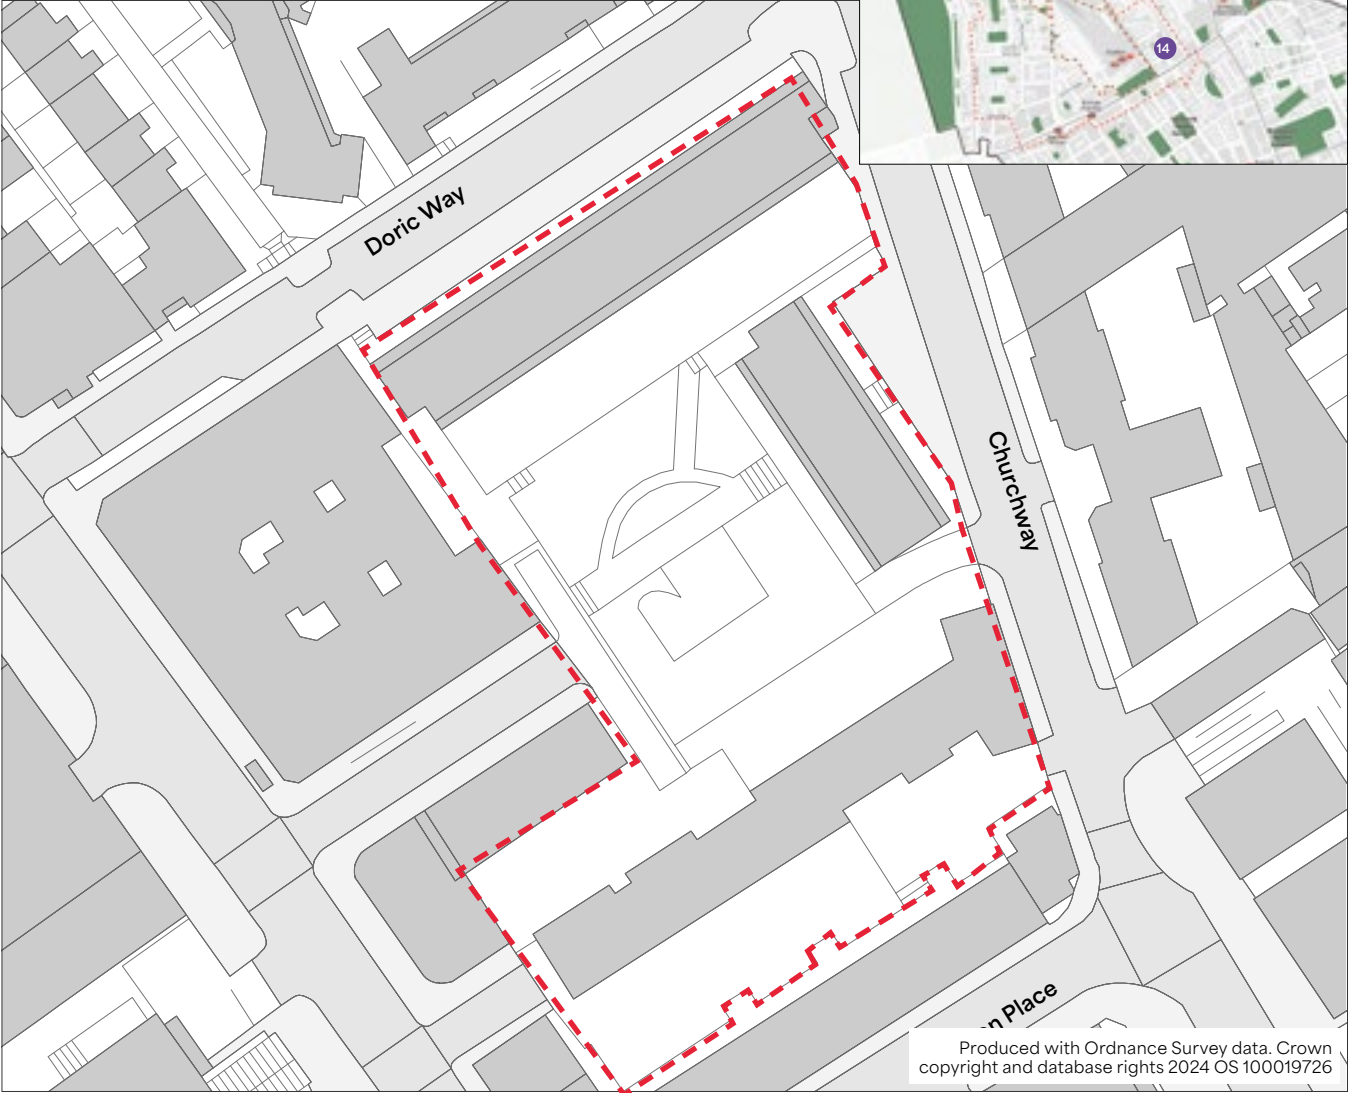 14
Doric Way
Churchway
n Place
Produced with Ordnance Survey data. Crown
copyright and database rights 2024 OS 100019726